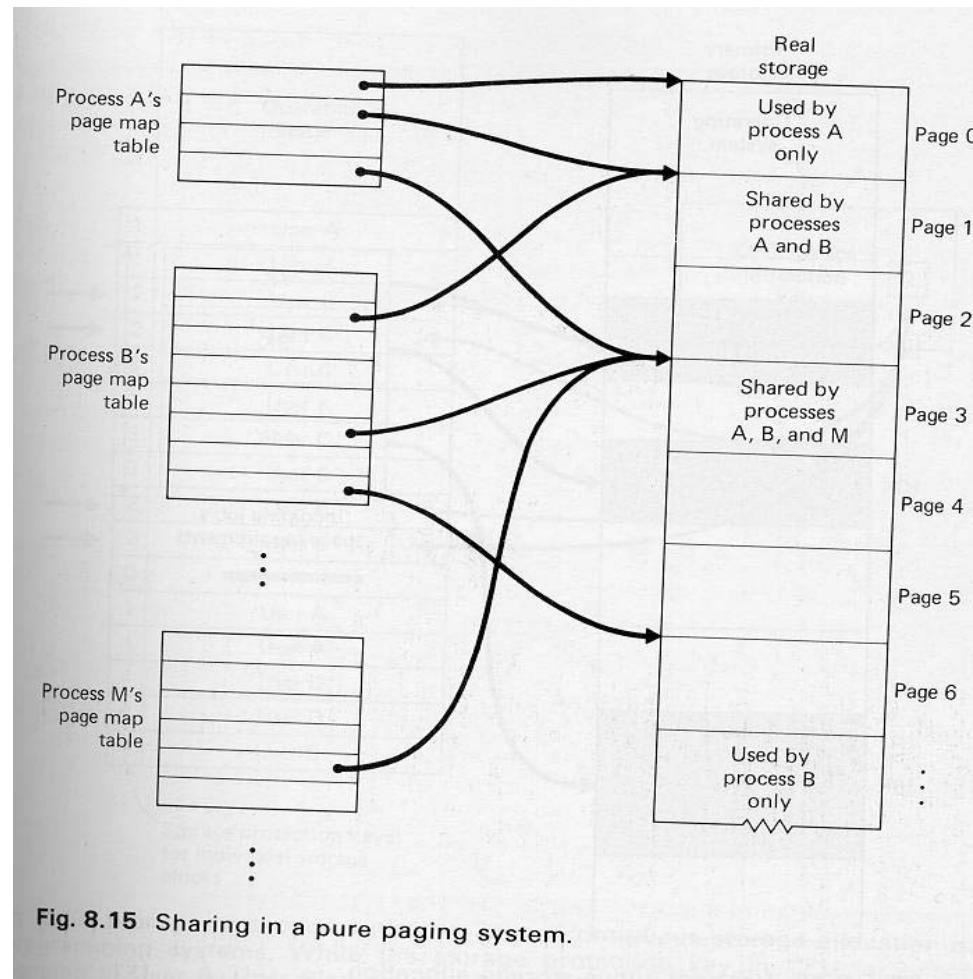 Real
storage
Process A's
page map
table
Used by
process A
only
Page 0
Shared by
processes
A and B
Page 1
Page 2
Process B's
page map
table
Shared by
processes
A, B, and M
Page 3
Page 4
Page 5
Process M's
page map
table
Page 6
Used by
process B
only
Fig. 8.15 Sharing in a pure paging system.